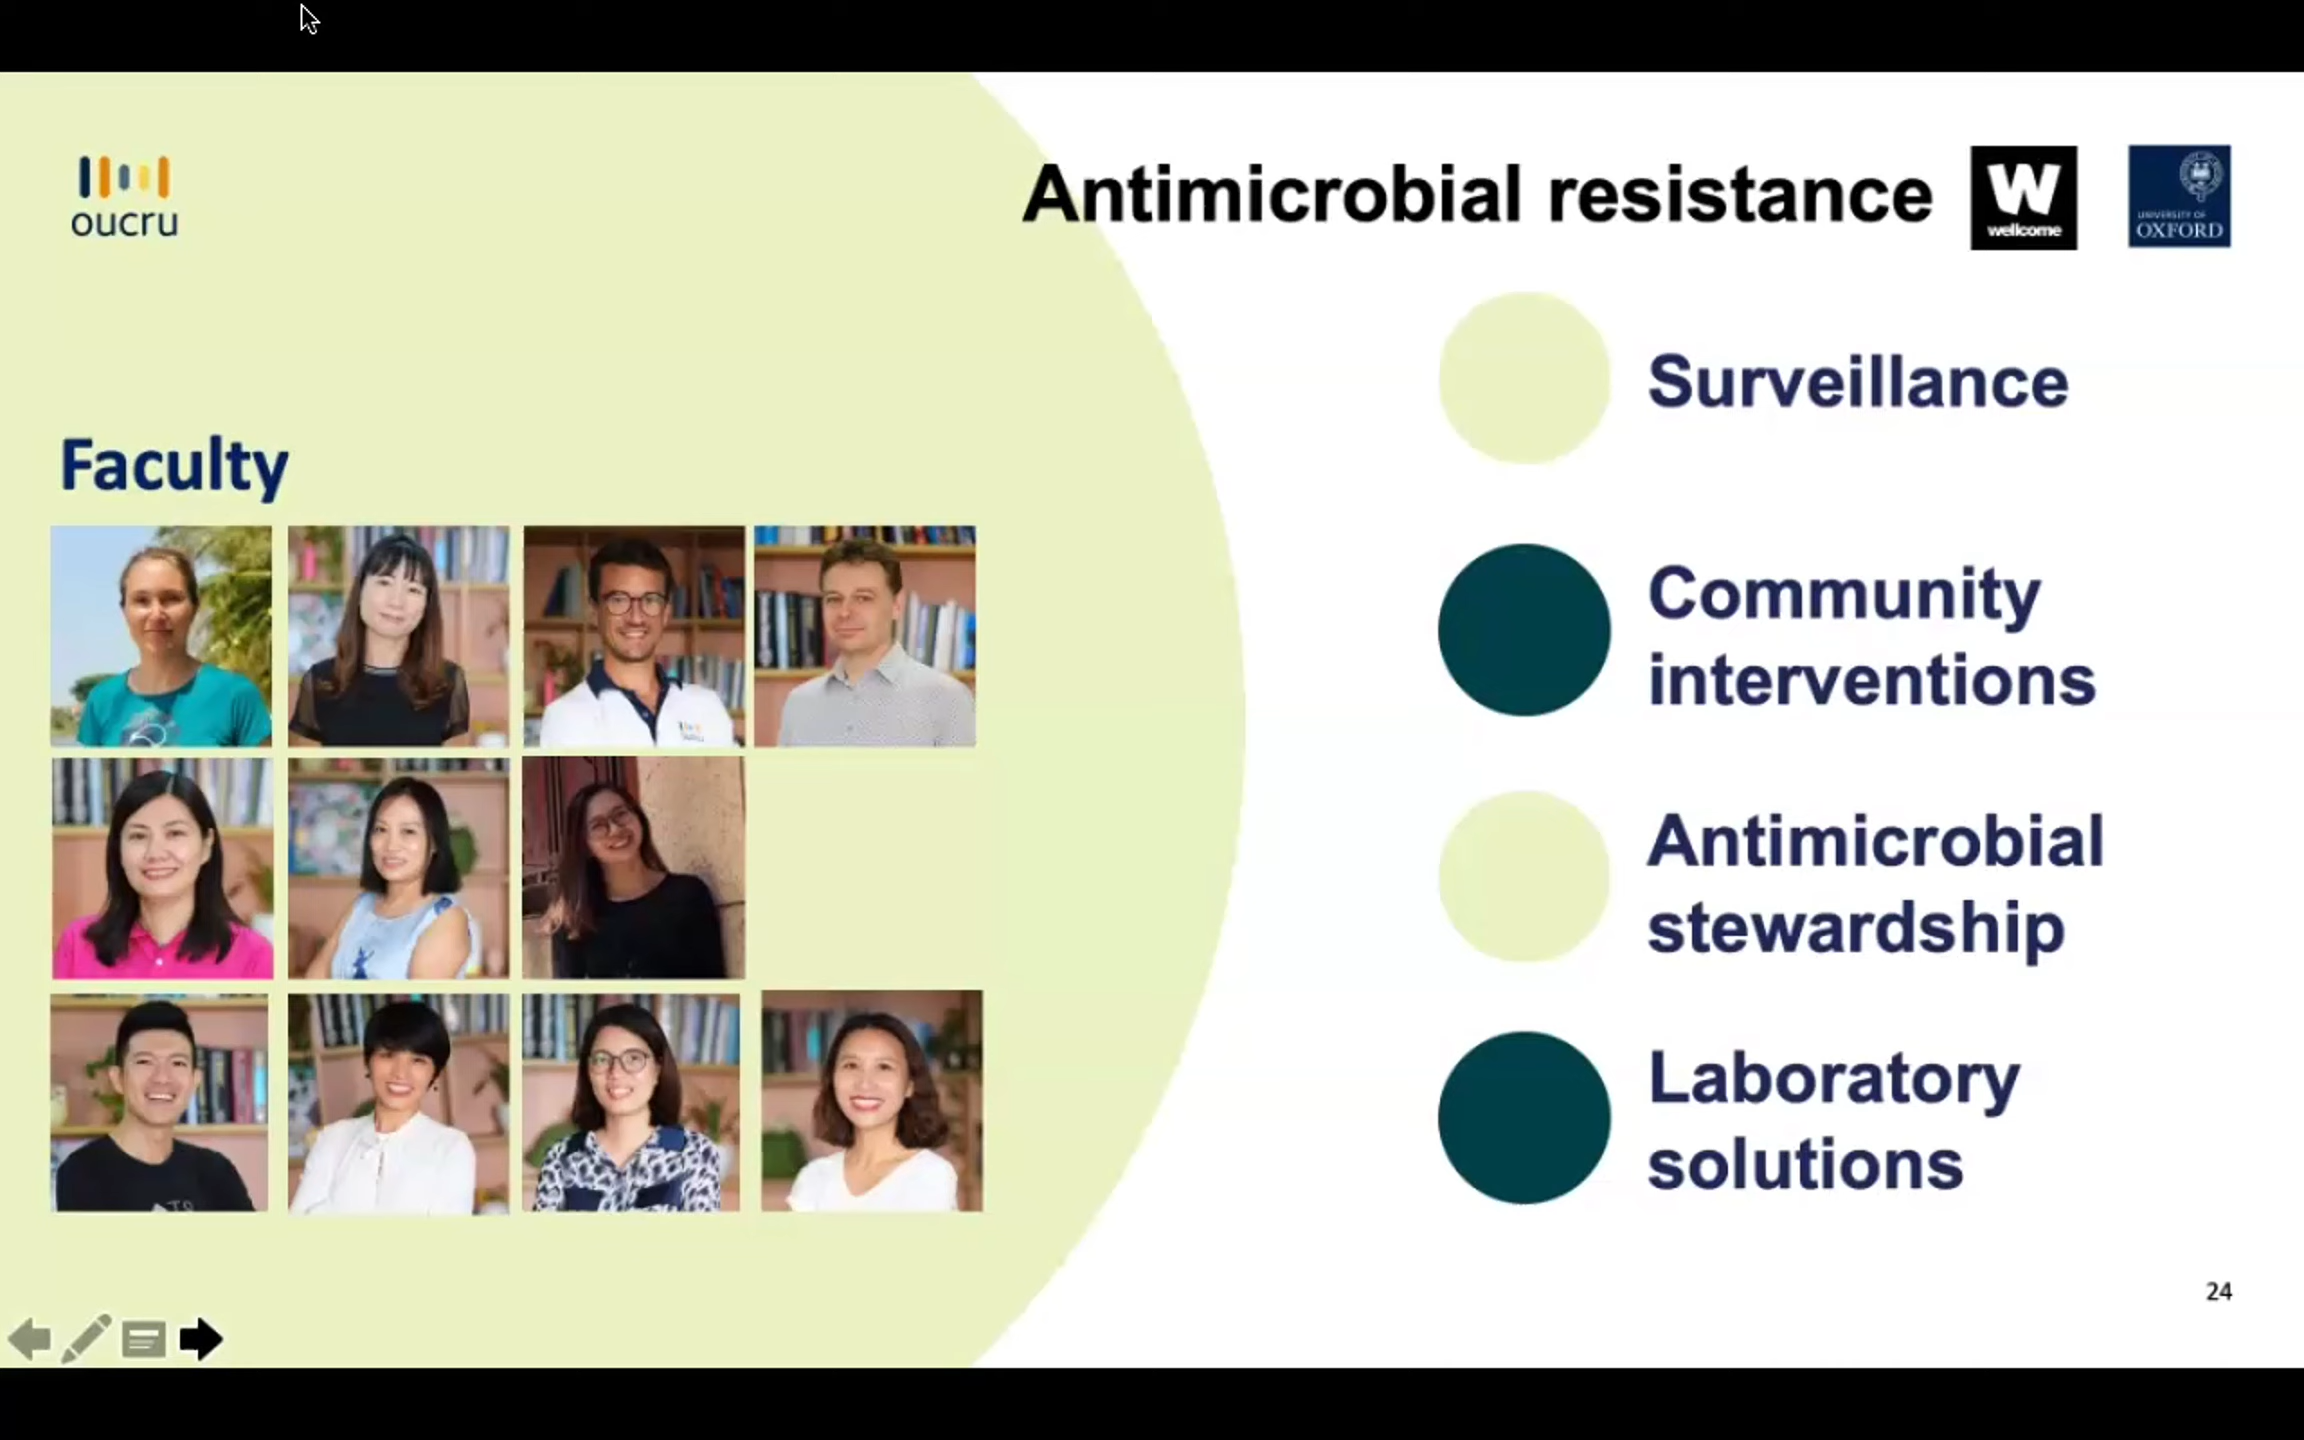 oucru
Antimicrobial resistance
W
wellcome
UNIVERSITY OF
OXFORD
Faculty
Surveillance
Community
interventions
Antimicrobial
stewardship
Laboratory
solutions
24